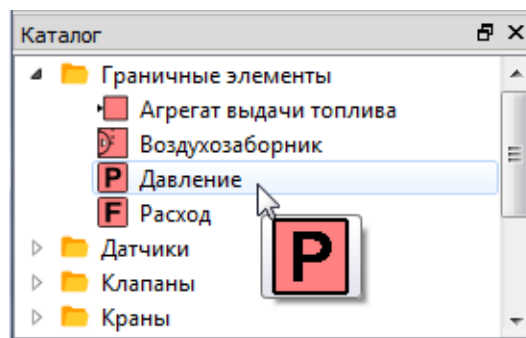 Каталог
Граничные элементы
Агрегат выдачи топлива
Воздухозаборник
P Давление
F Расход
P
Датчики
Клапаны
Краны